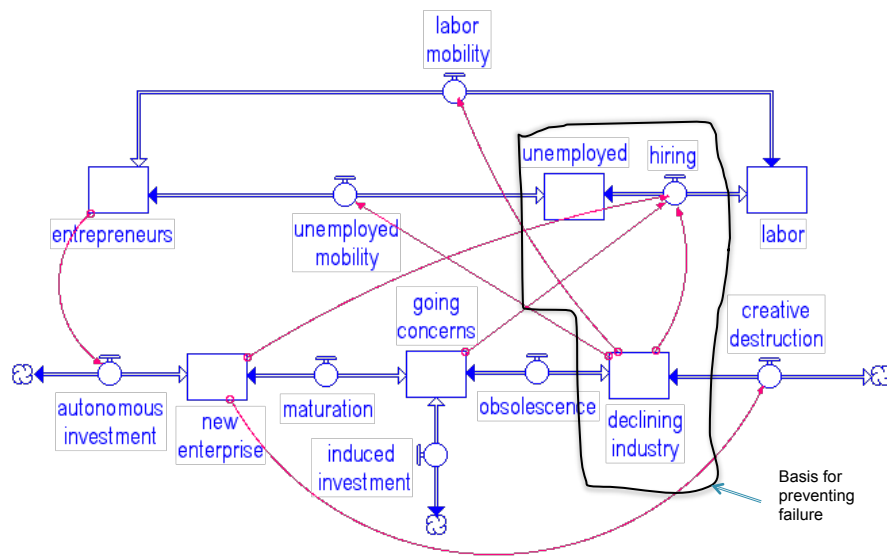 labor
mobility
unemployed
hiring
entrepreneurs
unemployed
mobility
labor
going
concerns
creative
destruction
autonomous
investment
new
enterprise
maturation
obsolescence
declining
industry
induced
investment
Basis for
preventing
failure